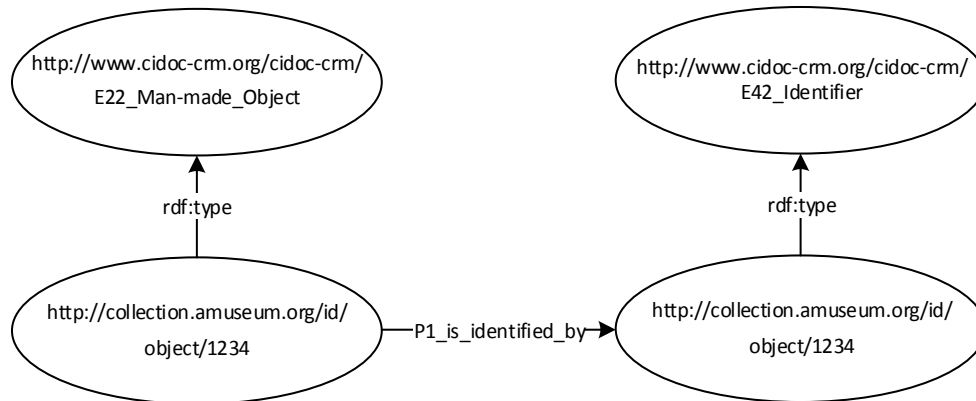 http://www.cidoc-crm.org/cidoc-crm/
E22_Man-made_Object
http://www.cidoc-crm.org/cidoc-crm/
E42_Identifier
rdf:type
rdf:type
http://collection.amuseum.org/id/
object/1234
P1_is_identified_by
http://collection.amuseum.org/id/
object/1234